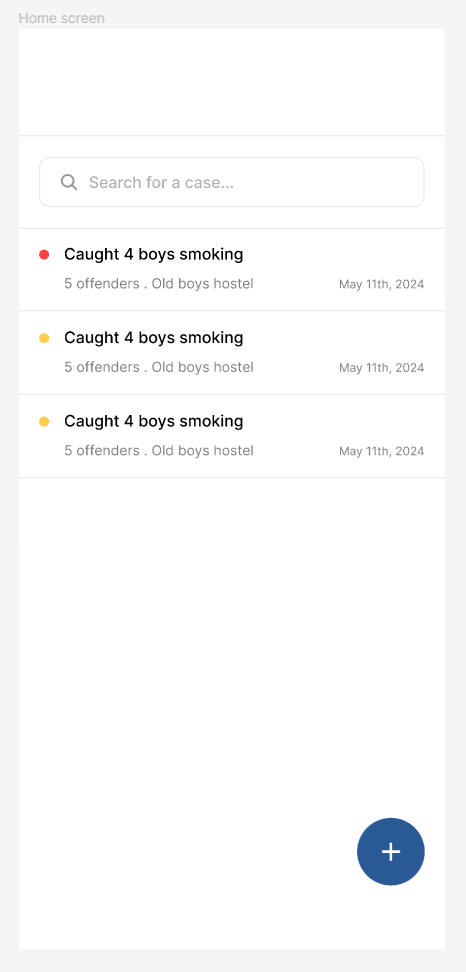 Home screen
Search for a case...
Caught 4 boys smoking
5 offenders . Old boys hostel May 11th, 2024
Caught 4 boys smoking
5 offenders . Old boys hostel May 11th, 2024
Caught 4 boys smoking
5 offenders . Old boys hostel May 11th, 2024